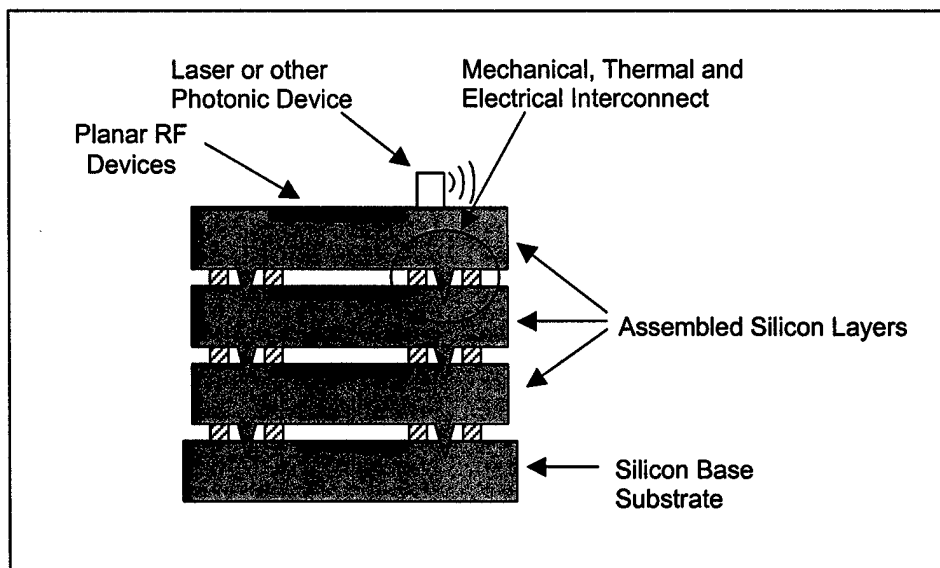 Laser or other
Photonic Device
Mechanical, Thermal and
Electrical Interconnect
Planar RF
Devices
Assembled Silicon Layers
Silicon Base
Substrate